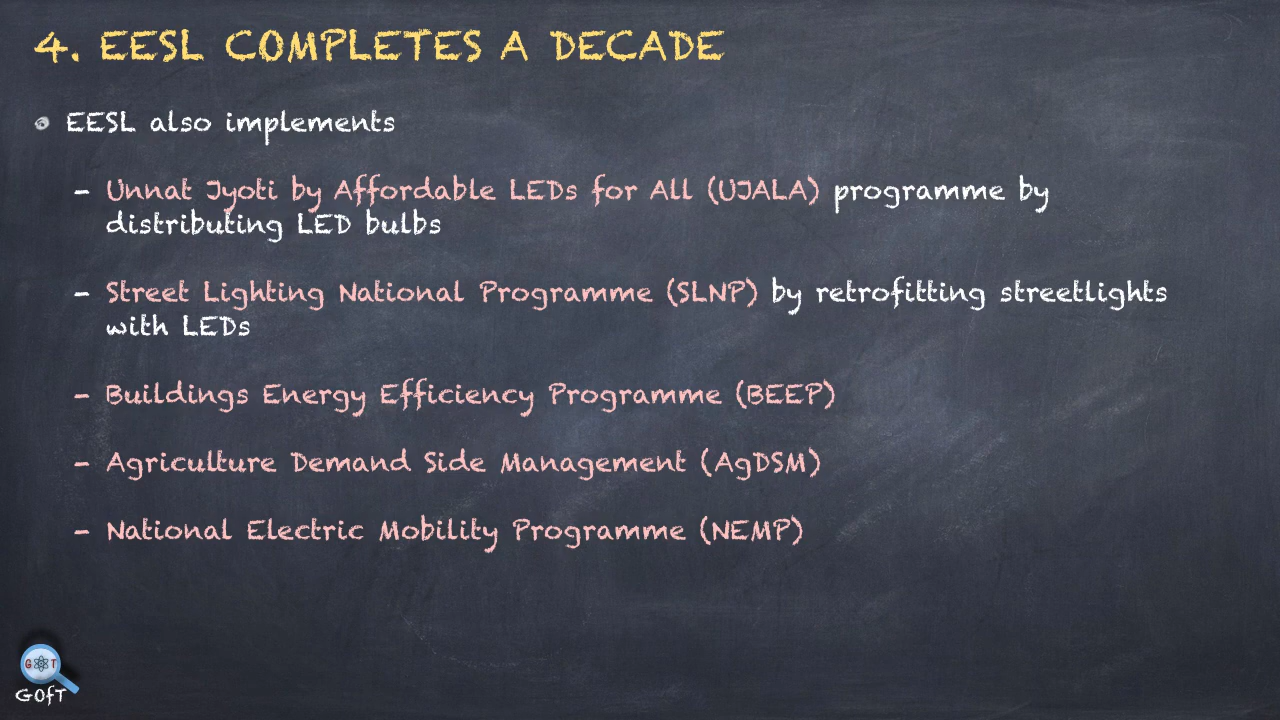 4. EESL COMPLETES A DECADE
EESL also implements
- Unnat Jyoti by Affordable LEDs for All (UJALA) programme by
distributing LED bulbs
- Street Lighting National Programme (SLNP) by retrofitting streetlights
with LEDs
- Buildings Energy Efficiency Programme (BEEP)
- Agriculture Demand Side Management (AgDSM)
- National Electric Mobility Programme (NEMP)
G T
GOfT